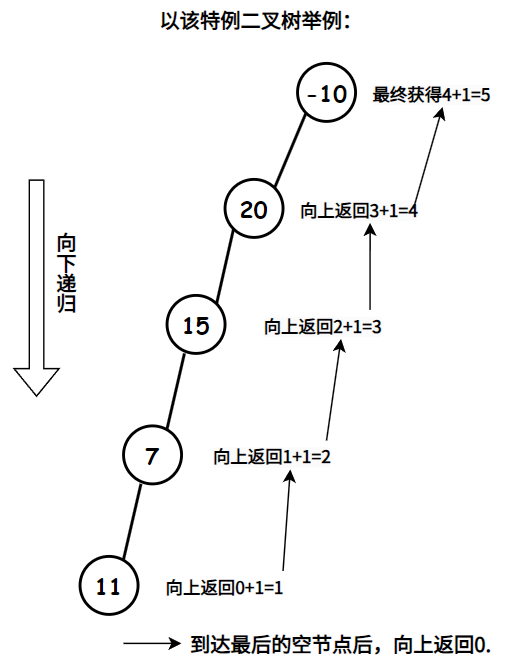 以该特例二叉树举例：
-10
最终获得4+1=5
20
向上返回3+1=4
向下递归
15
向上返回2+1=3
7
向上返回1+1=2
11
向上返回0+1=1
到达最后的空节点后，向上返回0.